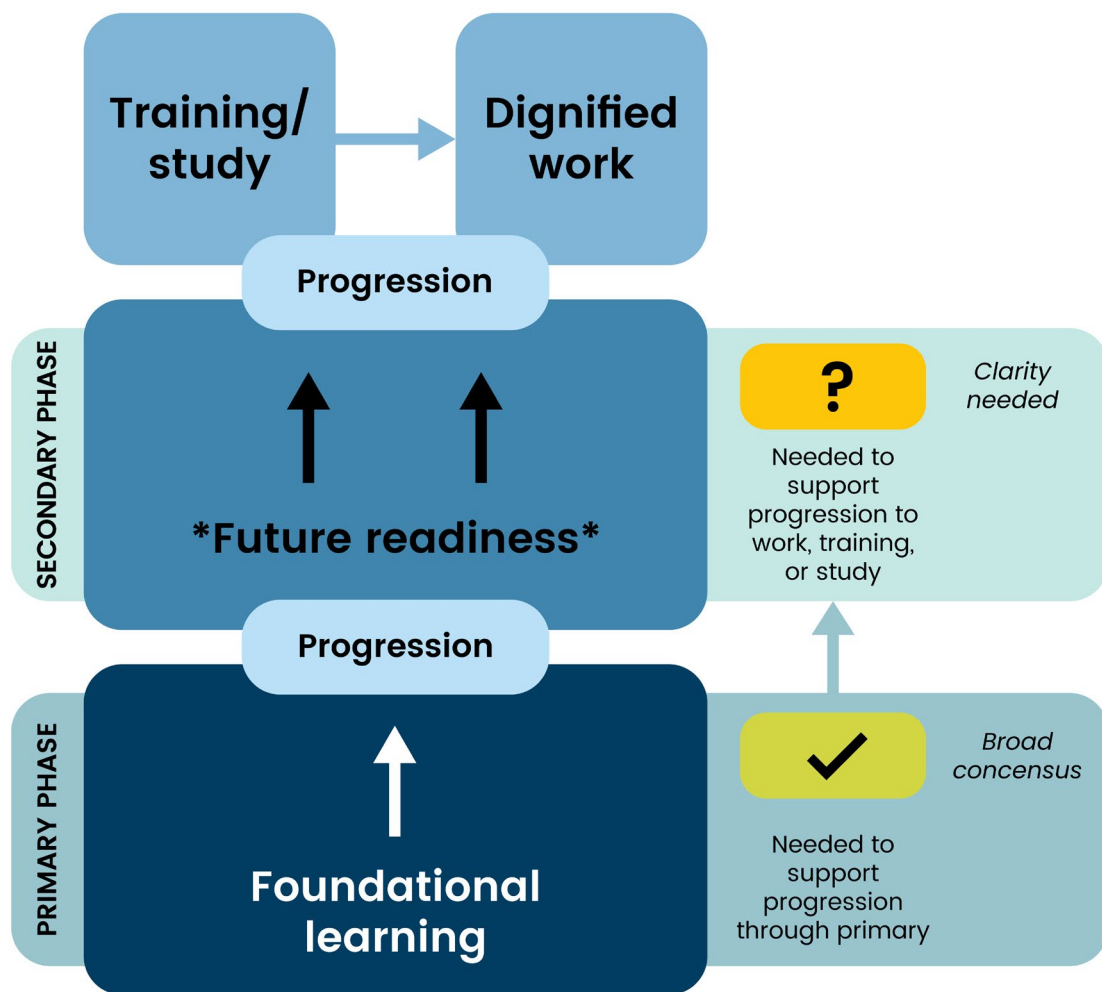 Training/
study
Dignified
work
Progression
SECONDARY PHASE
*Future readiness*
?
Clarity
needed
Needed to
support
progression to
work, training,
or study
Progression
PRIMARY PHASE
Foundational
learning
Broad
concensus
Needed to
support
progression
through primary